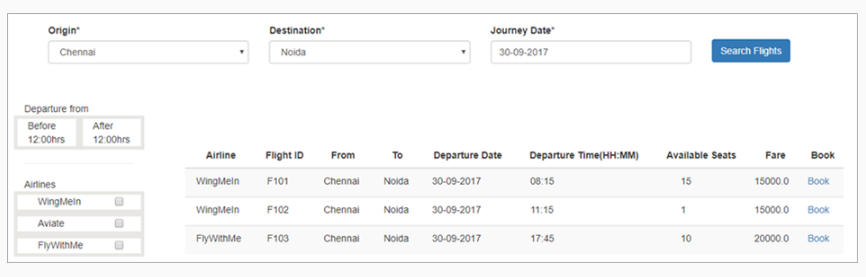 Origin* Destination* Journey Date*
Chennai Noida 30-09-2017 Search Flights
Departure from
Before After
12:00hrs 12:00hrs
Airline Flight ID From To Departure Date Departure Time(HH:MM) Available Seats Fare Book
WingMeIn F101 Chennai Noida 30-09-2017 08:15 15 15000.0 Book
WingMeIn F102 Chennai Noida 30-09-2017 11:15 1 15000.0 Book
FlyWithMe F103 Chennai Noida 30-09-2017 17:45 10 20000.0 Book
Airlines
WingMeIn
Aviate
FlyWithMe